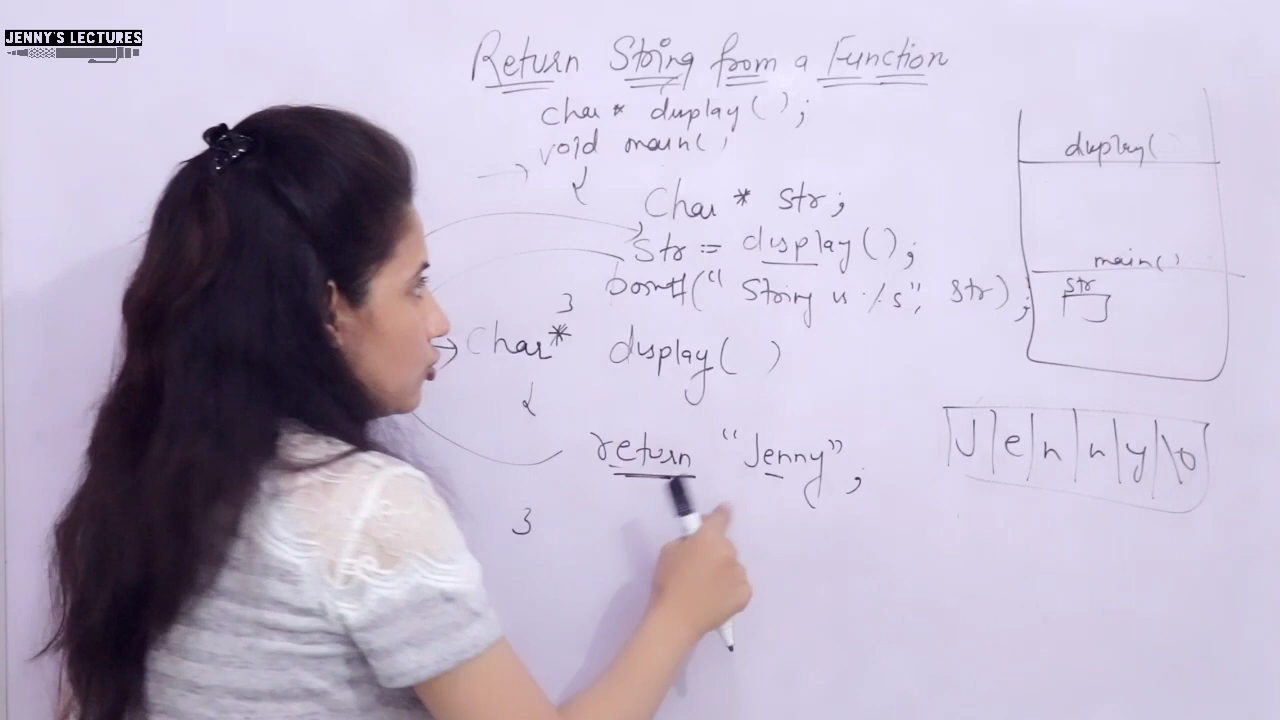 JENNY'S LECTURES
Return String from a Function
char* display( );
void main( )
{
Char * str;
str = display( );
printf("String is %s", str);
}
Char* display( )
{
return "Jenny";
}
display(
main( )
str
J e n n y \0